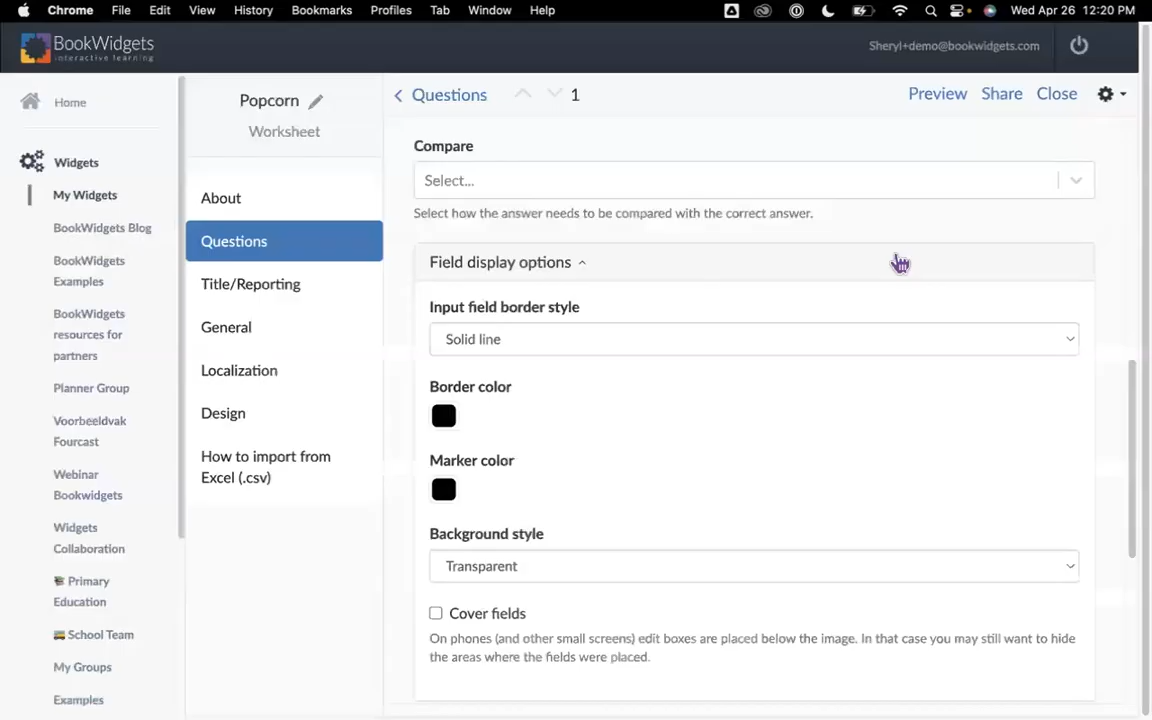 Chrome File Edit View History Bookmarks Profiles Tab Window Help Wed Apr 26 12:20 PM
BookWidgets
interactive learning
Sheryl+demo@bookwidgets.com
Home
Widgets
My Widgets
BookWidgets Blog
BookWidgets
Examples
BookWidgets
resources for
partners
Planner Group
Voorbeeldvak
Fourcast
Webinar
Bookwidgets
Widgets
Collaboration
Primary
Education
School Team
My Groups
Examples
Popcorn
Worksheet
About
Questions
Title/Reporting
General
Localization
Design
How to import from
Excel (.csv)
Questions 1 Preview Share Close
Compare
Select...
Select how the answer needs to be compared with the correct answer.
Field display options
Input field border style
Solid line
Border color
Marker color
Background style
Transparent
Cover fields
On phones (and other small screens) edit boxes are placed below the image. In that case you may still want to hide
the areas where the fields were placed.